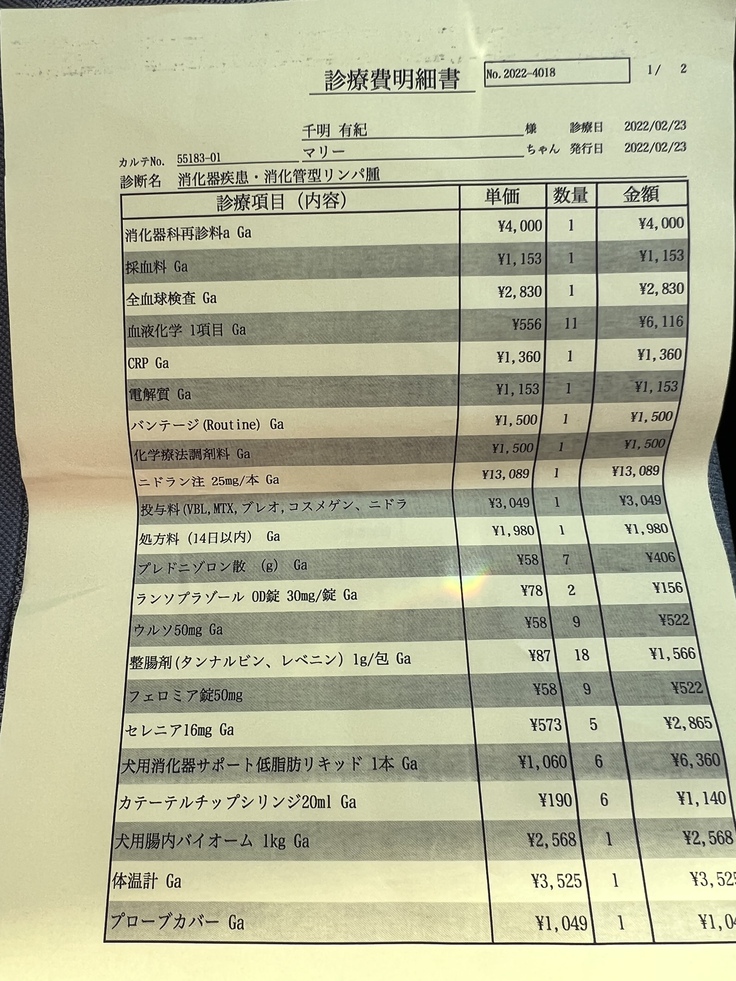 診療費明細書 No.2022-4018 1/ 2
千明 有紀 様 診療日 2022/02/23
カルテNo. 55183-01 マリー ちゃん 発行日 2022/02/23
診断名 消化器疾患・消化管型リンパ腫
診療項目（内容） 単価 数量 金額
消化器科再診料a Ga ¥4,000 1 ¥4,000
採血料 Ga ¥1,153 1 ¥1,153
全血球検査 Ga ¥2,830 1 ¥2,830
血液化学 1項目 Ga ¥556 11 ¥6,116
CRP Ga ¥1,360 1 ¥1,360
電解質 Ga ¥1,153 1 ¥1,153
バンテージ(Routine) Ga ¥1,500 1 ¥1,500
化学療法調剤料 Ga ¥1,500 1 ¥1,500
ニドラン注 25mg/本 Ga ¥13,089 1 ¥13,089
投与料(VBL,MTX,ブレオ,コスメゲン、ニドラ ¥3,049 1 ¥3,049
処方料（14日以内） Ga ¥1,980 1 ¥1,980
プレドニゾロン散 （g） Ga ¥58 7 ¥406
ランソプラゾール OD錠 30mg/錠 Ga ¥78 2 ¥156
ウルソ50mg Ga ¥58 9 ¥522
整腸剤(タンナルビン、レベニン) 1g/包 Ga ¥87 18 ¥1,566
フェロミア錠50mg ¥58 9 ¥522
セレニア16mg Ga ¥573 5 ¥2,865
犬用消化器サポート低脂肪リキッド 1本 Ga ¥1,060 6 ¥6,360
カテーテルチップシリンジ20ml Ga ¥190 6 ¥1,140
犬用腸内バイオーム 1kg Ga ¥2,568 1 ¥2,568
体温計 Ga ¥3,525 1 ¥3,525
プローブカバー Ga ¥1,049 1 ¥1,04